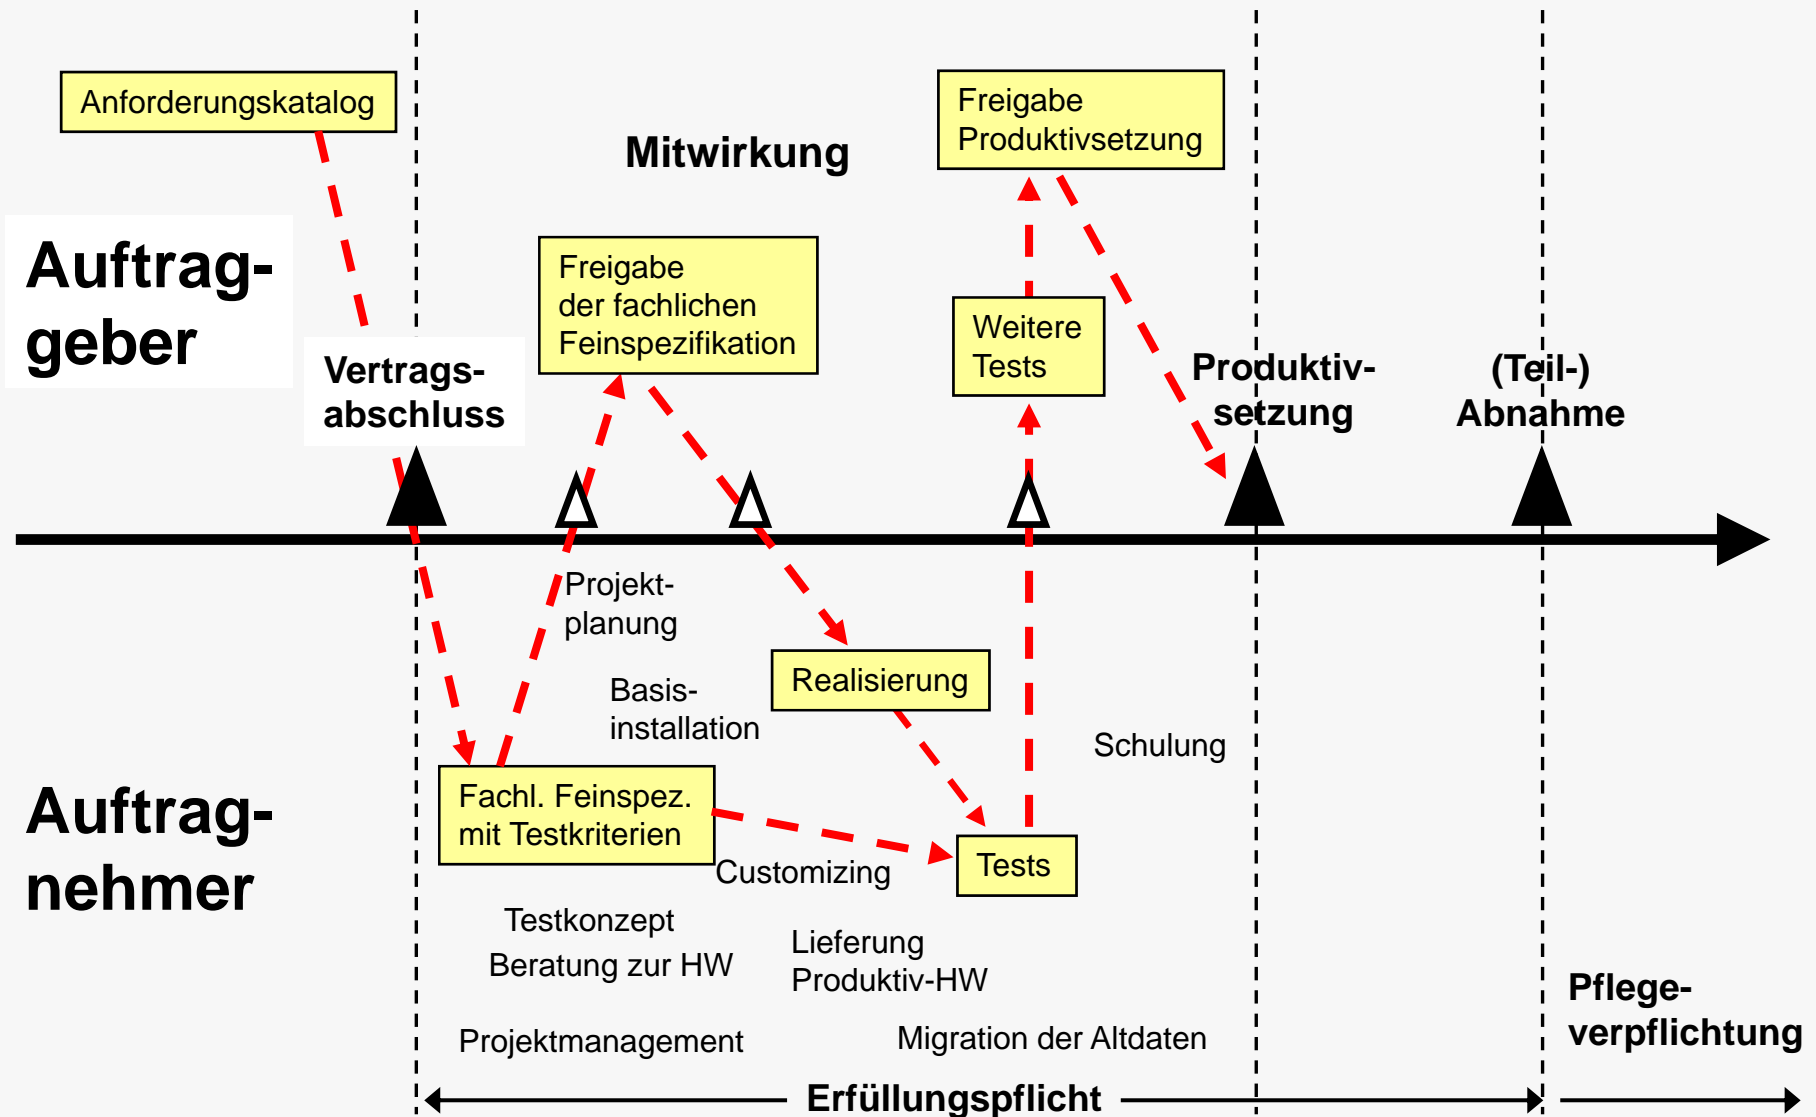 Anforderungskatalog
Freigabe
Produktivsetzung
Mitwirkung
Auftrag-
geber
Freigabe
der fachlichen
Feinspezifikation
Weitere
Tests
Vertrags-
abschluss
Produktiv-
setzung
(Teil-)
Abnahme
Projekt-
planung
Basis-
installation
Realisierung
Schulung
Auftrag-
nehmer
Fachl. Feinspez.
mit Testkriterien
Customizing
Tests
Testkonzept
Beratung zur HW
Lieferung
Produktiv-HW
Projektmanagement
Migration der Altdaten
Pflege-
verpflichtung
Erfüllungspflicht